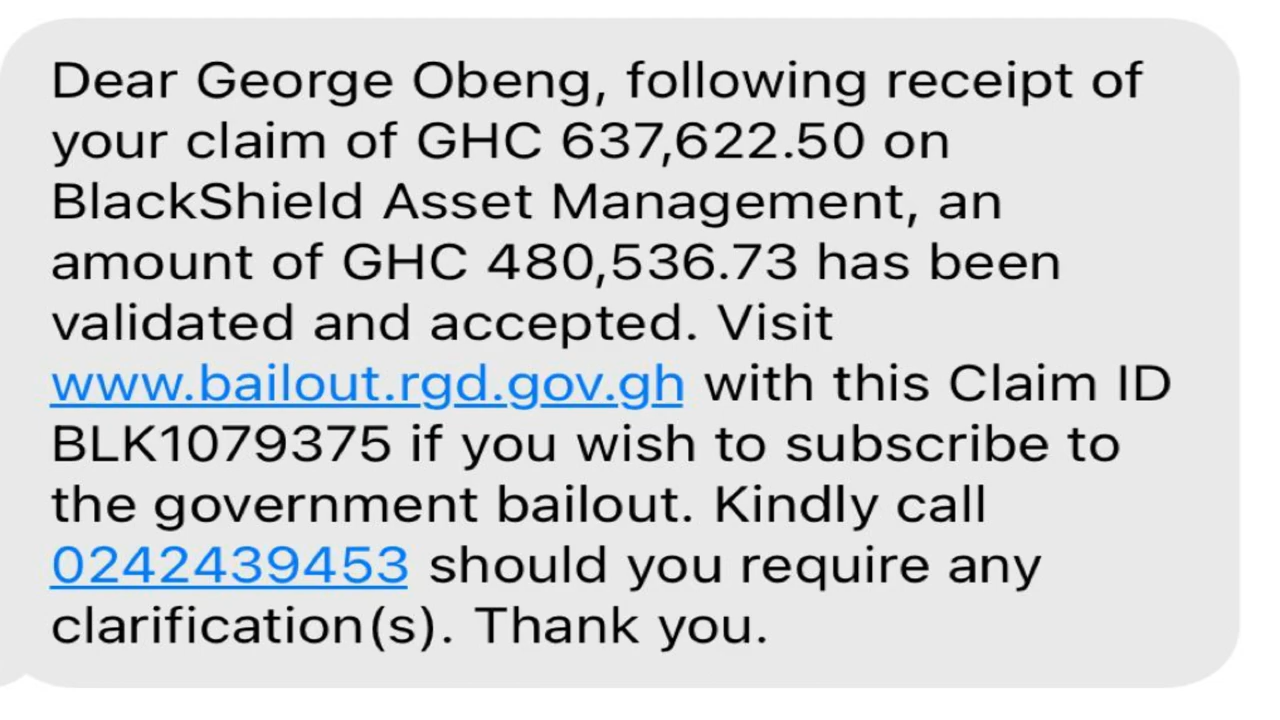 Dear George Obeng, following receipt of
your claim of GHC 637,622.50 on
BlackShield Asset Management, an
amount of GHC 480,536.73 has been
validated and accepted. Visit
www.bailout.rgd.gov.gh with this Claim ID
BLK1079375 if you wish to subscribe to
the government bailout. Kindly call
0242439453 should you require any
clarification(s). Thank you.